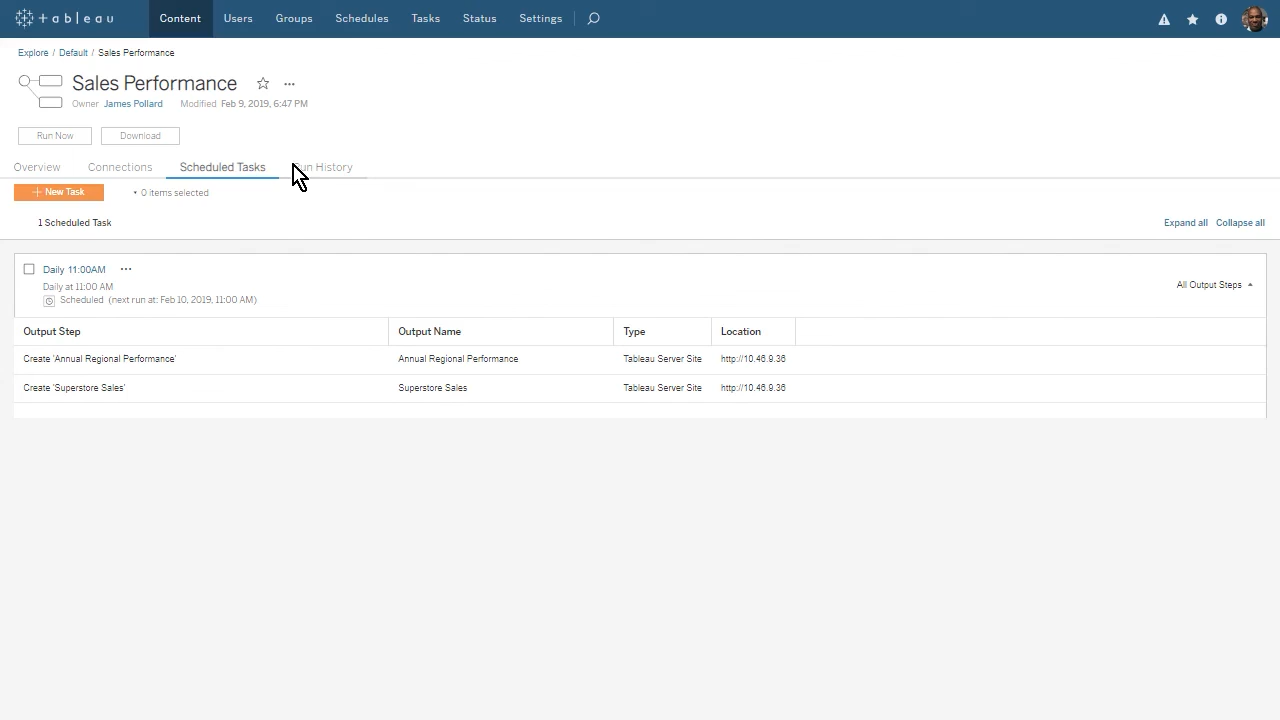 tableau Content Users Groups Schedules Tasks Status Settings
Explore / Default / Sales Performance
Sales Performance
Owner James Pollard Modified Feb 9, 2019, 6:47 PM
Run Now Download
Overview Connections Scheduled Tasks Run History
+ New Task 0 items selected
1 Scheduled Task Expand all Collapse all
Daily 11:00AM ...
Daily at 11:00 AM All Output Steps
Scheduled (next run at: Feb 10, 2019, 11:00 AM)
Output Step Output Name Type Location
Create 'Annual Regional Performance' Annual Regional Performance Tableau Server Site http://10.46.9.36
Create 'Superstore Sales' Superstore Sales Tableau Server Site http://10.46.9.36